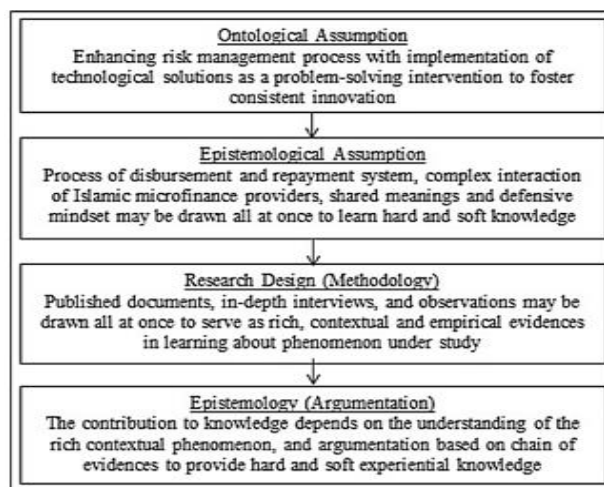 Ontological Assumption
Enhancing risk management process with implementation of
technological solutions as a problem-solving intervention to foster
consistent innovation
Epistemological Assumption
Process of disbursement and repayment system, complex interaction
of Islamic microfinance providers, shared meanings and defensive
mindset may be drawn all at once to learn hard and soft knowledge
Research Design (Methodology)
Published documents, in-depth interviews, and observations may be
drawn all at once to serve as rich, contextual and empirical evidences
in learning about phenomenon under study
Epistemology (Argumentation)
The contribution to knowledge depends on the understanding of the
rich contextual phenomenon, and argumentation based on chain of
evidences to provide hard and soft experiential knowledge